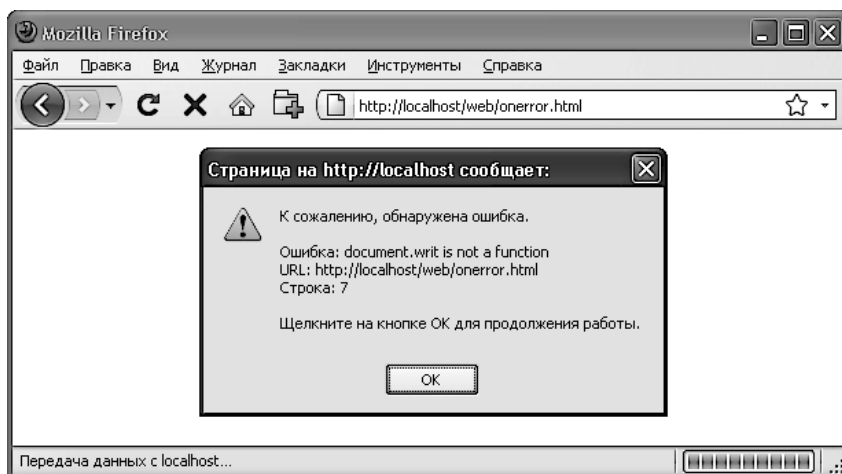 Mozilla Firefox
Файл Правка Вид Журнал Закладки Инструменты Справка
http://localhost/web/onerror.html
Страница на http://localhost сообщает:
К сожалению, обнаружена ошибка.
Ошибка: document.writ is not a function
URL: http://localhost/web/onerror.html
Строка: 7
Щелкните на кнопке ОК для продолжения работы.
ОК
Передача данных с localhost...